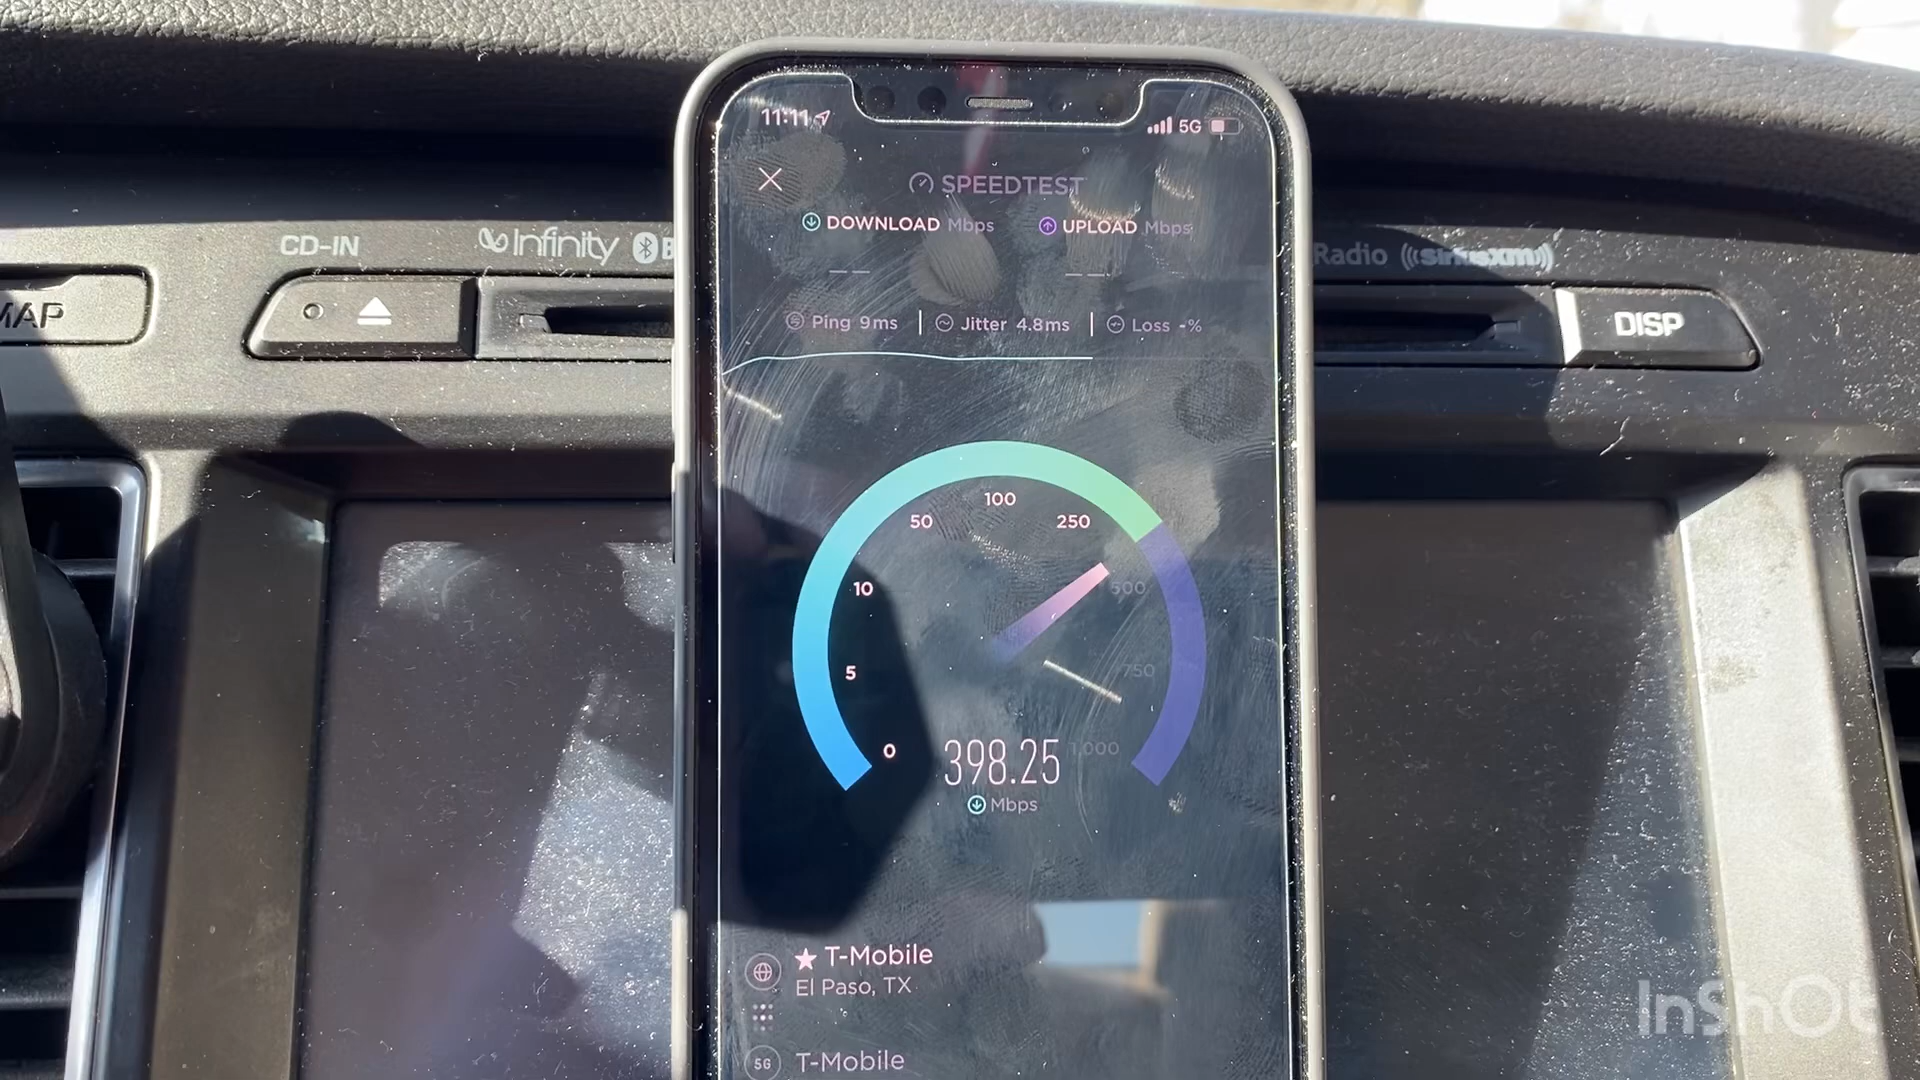 11:11
5G
SPEEDTEST
DOWNLOAD Mbps
UPLOAD Mbps
Ping 9ms
Jitter 4.8ms
Loss -%
CD-IN
Infinity
Radio
((SiriusXM))
MAP
DISP
0
5
10
50
100
250
500
750
1,000
398.25
Mbps
T-Mobile
El Paso, TX
5G
T-Mobile
InShOt